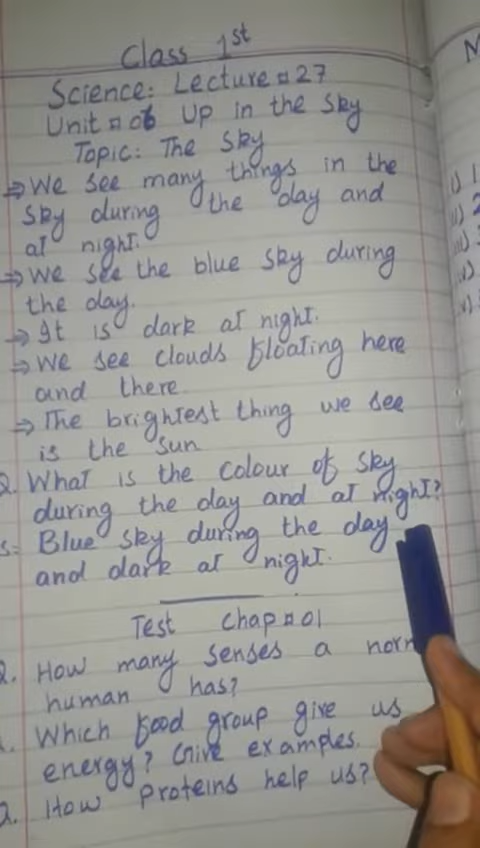 Class 1st
Science: Lecture # 27
Unit # 06 Up in the Sky
Topic: The Sky
⇒ We see many things in the
sky during the day and
at night.
⇒ We see the blue sky during
the day.
→ It is dark at night.
⇒ We see clouds floating here
and there
⇒ The brightest thing we see
is the sun
Q. What is the colour of sky
during the day and at night?
s= Blue sky during the day
and dark at night.
Test Chap # 01
Q. How many senses a norm
human has?
Which food group give us
energy? Give examples.
Q. How proteins help us?